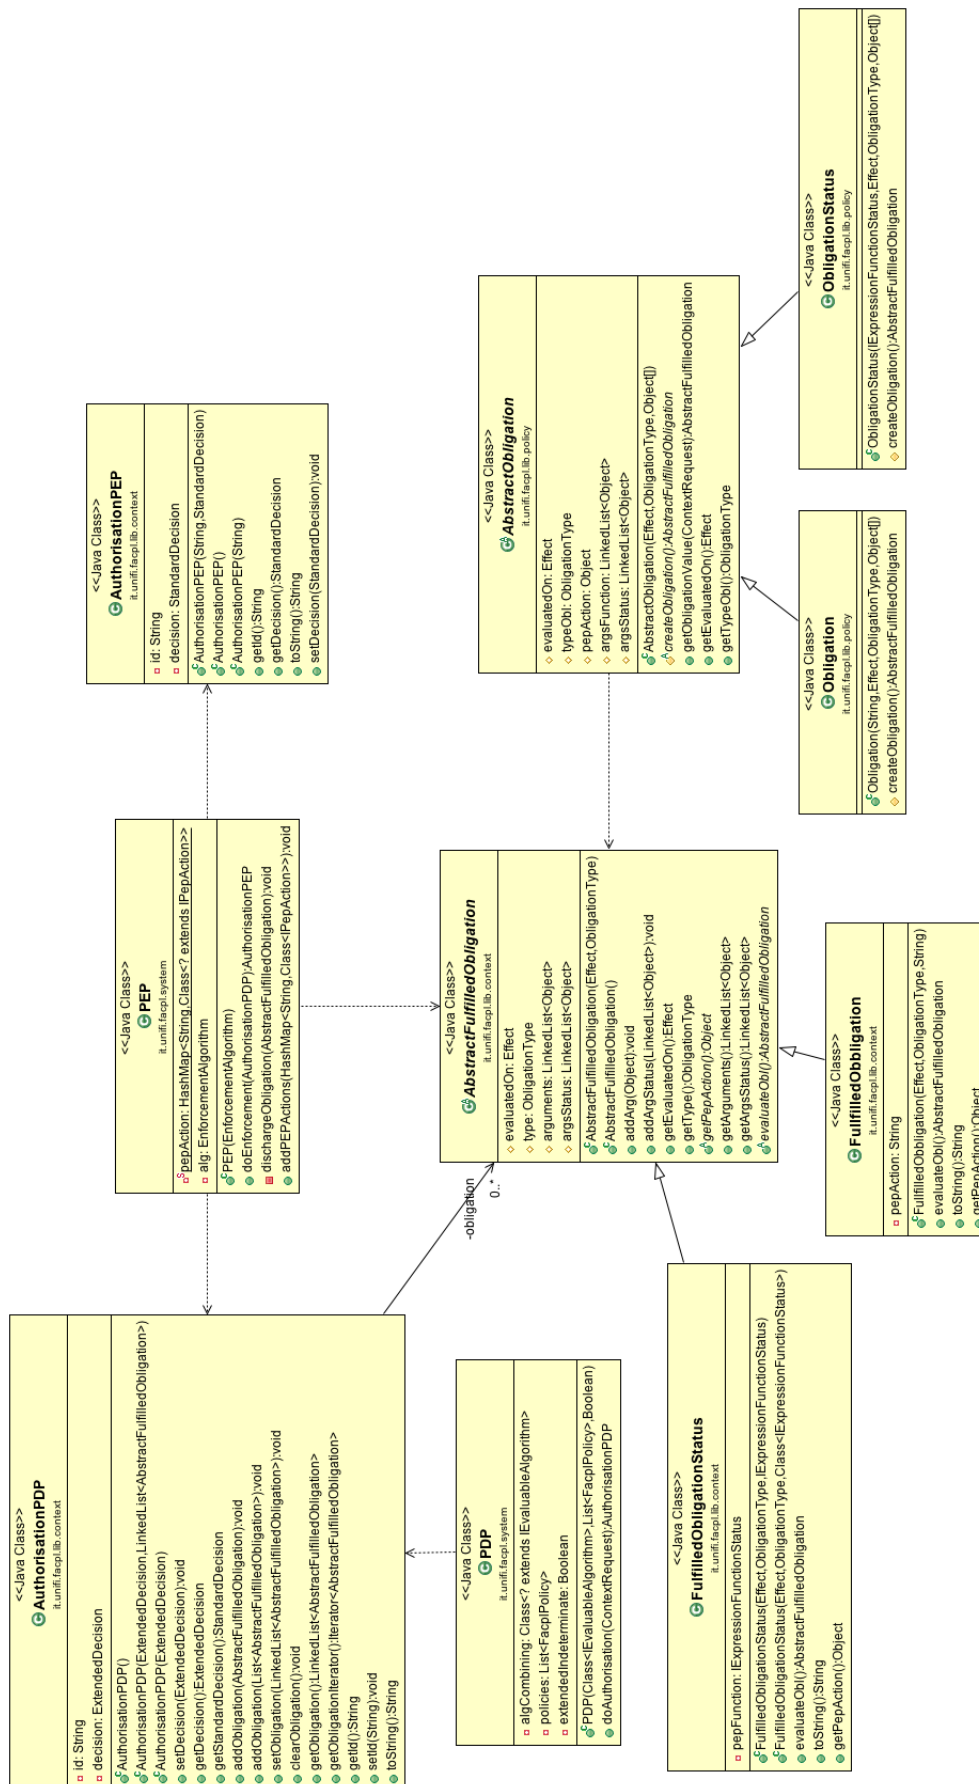 <<Java Class>>
AuthorisationPDP
it.unifi.facpl.lib.context
id: String
decision: ExtendedDecision
AuthorisationPDP()
AuthorisationPDP(ExtendedDecision,LinkedList<AbstractFulfilledObligation>)
AuthorisationPDP(ExtendedDecision)
setDecision(ExtendedDecision):void
getDecision():ExtendedDecision
getStandardDecision():StandardDecision
addObligation(AbstractFulfilledObligation):void
addObligation(List<AbstractFulfilledObligation>):void
setObligation(LinkedList<AbstractFulfilledObligation>):void
clearObligation():void
getObligation():LinkedList<AbstractFulfilledObligation>
getObligationIterator():Iterator<AbstractFulfilledObligation>
getId():String
setId(String):void
toString():String
<<Java Class>>
PEP
it.unifi.facpl.system
pepAction: HashMap<String,Class<? extends IPepAction>>
alg: EnforcementAlgorithm
PEP(EnforcementAlgorithm)
doEnforcement(AuthorisationPDP):AuthorisationPEP
dischargeObligation(AbstractFulfilledObligation):void
addPEPActions(HashMap<String,Class<IPepAction>>):void
<<Java Class>>
AuthorisationPEP
it.unifi.facpl.lib.context
id: String
decision: StandardDecision
AuthorisationPEP(String,StandardDecision)
AuthorisationPEP()
AuthorisationPEP(String)
getId():String
getDecision():StandardDecision
toString():String
setDecision(StandardDecision):void
-obligation
0..*
<<Java Class>>
PDP
it.unifi.facpl.system
algCombining: Class<? extends IEvaluableAlgorithm>
policies: List<FacplPolicy>
extendedIndeterminate: Boolean
PDP(Class<IEvaluableAlgorithm>,List<FacplPolicy>,Boolean)
doAuthorisation(ContextRequest):AuthorisationPDP
<<Java Class>>
AbstractFulfilledObligation
it.unifi.facpl.lib.context
evaluatedOn: Effect
type: ObligationType
arguments: LinkedList<Object>
argsStatus: LinkedList<Object>
AbstractFulfilledObligation(Effect,ObligationType)
AbstractFulfilledObligation()
addArg(Object):void
addArgStatus(LinkedList<Object>):void
getEvaluatedOn():Effect
getType():ObligationType
getPepAction():Object
getArguments():LinkedList<Object>
getArgsStatus():LinkedList<Object>
evaluateObl():AbstractFulfilledObligation
<<Java Class>>
AbstractObligation
it.unifi.facpl.lib.policy
evaluatedOn: Effect
typeObl: ObligationType
pepAction: Object
argsFunction: LinkedList<Object>
argsStatus: LinkedList<Object>
AbstractObligation(Effect,ObligationType,Object[])
createObligation():AbstractFulfilledObligation
getObligationValue(ContextRequest):AbstractFulfilledObligation
getEvaluatedOn():Effect
getTypeObl():ObligationType
<<Java Class>>
FulfilledObligationStatus
it.unifi.facpl.lib.context
pepFunction: IExpressionFunctionStatus
FulfilledObligationStatus(Effect,ObligationType,IExpressionFunctionStatus)
FulfilledObligationStatus(Effect,ObligationType,Class<IExpressionFunctionStatus>)
evaluateObl():AbstractFulfilledObligation
toString():String
getPepAction():Object
<<Java Class>>
FullfilledObbligation
it.unifi.facpl.lib.context
pepAction: String
FullfilledObbligation(Effect,ObligationType,String)
evaluateObl():AbstractFulfilledObligation
toString():String
getPepAction():Object
<<Java Class>>
Obligation
it.unifi.facpl.lib.policy
Obligation(String,Effect,ObligationType,Object[])
createObligation():AbstractFulfilledObligation
<<Java Class>>
ObligationStatus
it.unifi.facpl.lib.policy
ObligationStatus(IExpressionFunctionStatus,Effect,ObligationType,Object[])
createObligation():AbstractFulfilledObligation